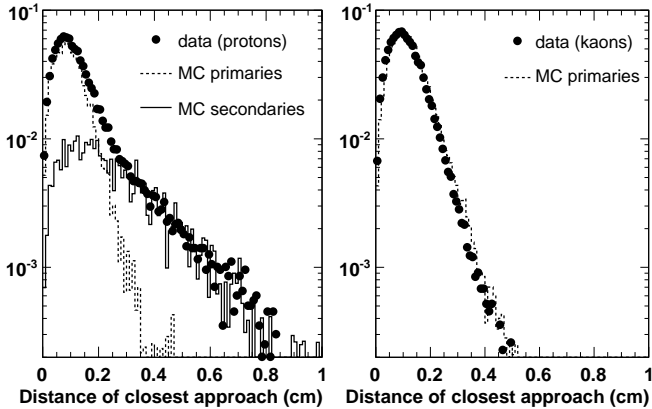 10⁻¹
10⁻²
10⁻³
data (protons)
MC primaries
MC secondaries
0 0.2 0.4 0.6 0.8 1
Distance of closest approach (cm)
10⁻¹
10⁻²
10⁻³
data (kaons)
MC primaries
0 0.2 0.4 0.6 0.8 1
Distance of closest approach (cm)